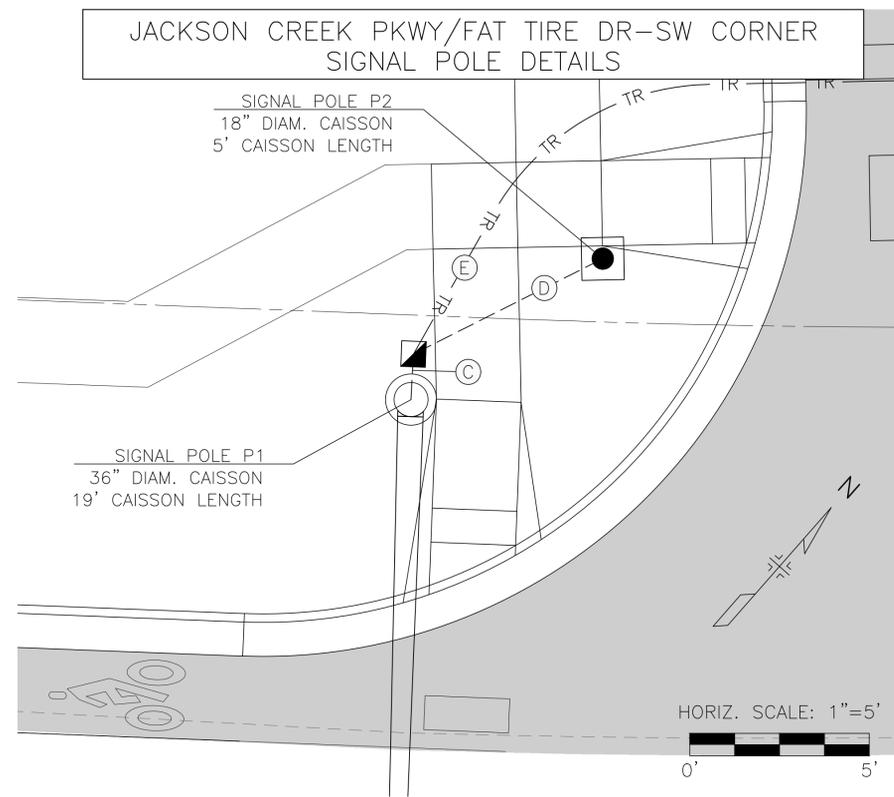 JACKSON CREEK PKWY/FAT TIRE DR-SW CORNER
SIGNAL POLE DETAILS
TR
TR
TR
SIGNAL POLE P2
18" DIAM. CAISSON
5' CAISSON LENGTH
TR
TR
E
D
TR
C
SIGNAL POLE P1
36" DIAM. CAISSON
19' CAISSON LENGTH
N
HORIZ. SCALE: 1"=5'
0' 5'